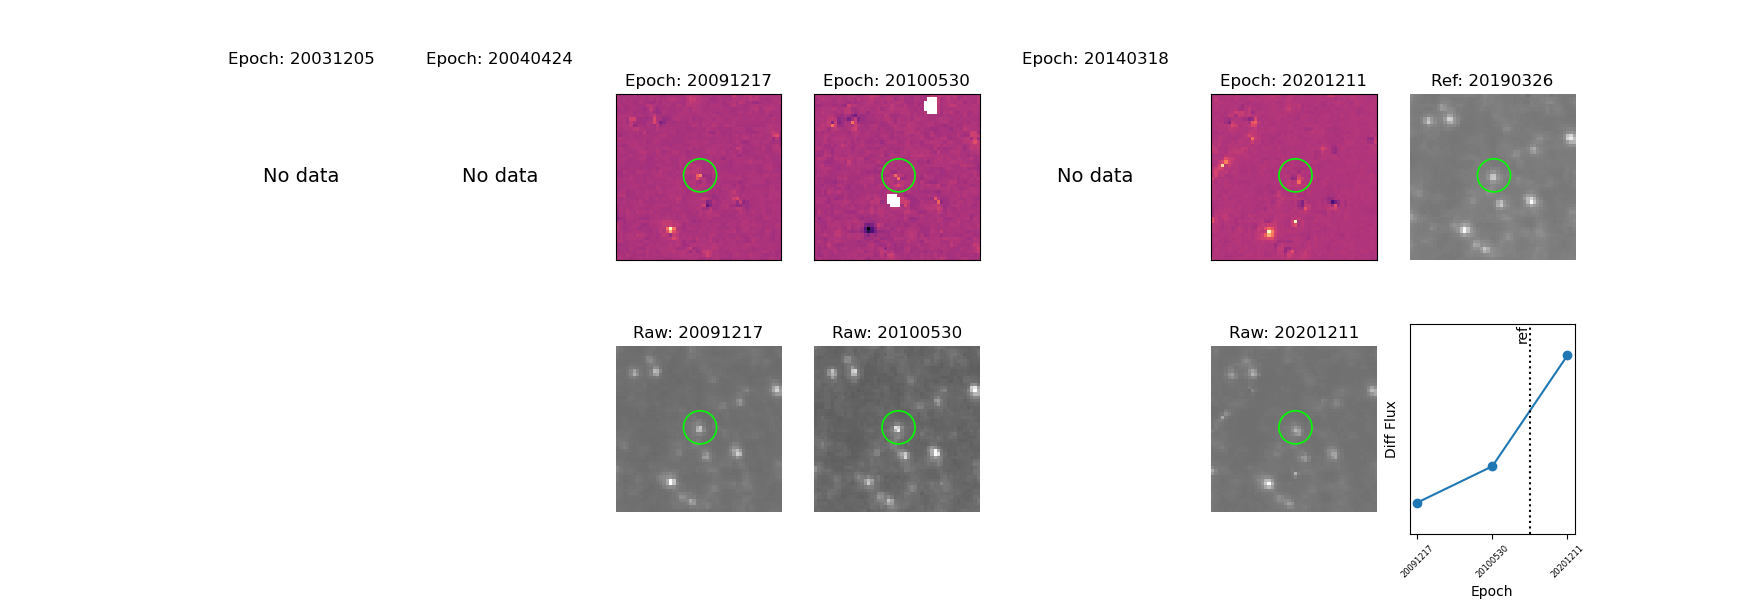 Epoch: 20031205
Epoch: 20040424
Epoch: 20091217
Epoch: 20100530
Epoch: 20140318
Epoch: 20201211
Ref: 20190326
No data
No data
No data
Raw: 20091217
Raw: 20100530
Raw: 20201211
ref
Diff Flux
20091217
20100530
20201211
Epoch